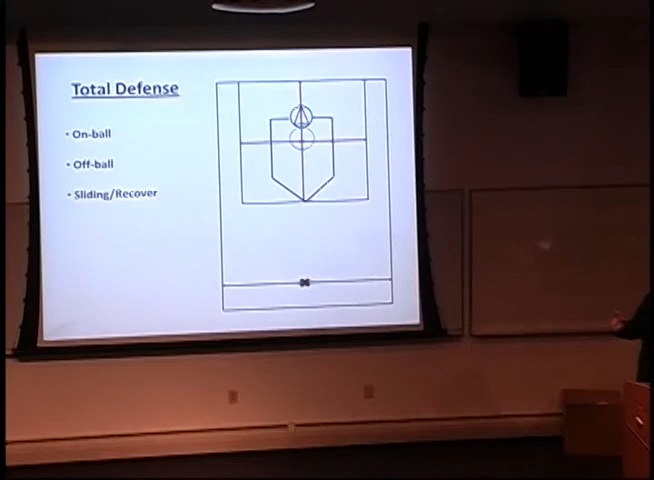 Total Defense
• On-ball
• Off-ball
• Sliding/Recover